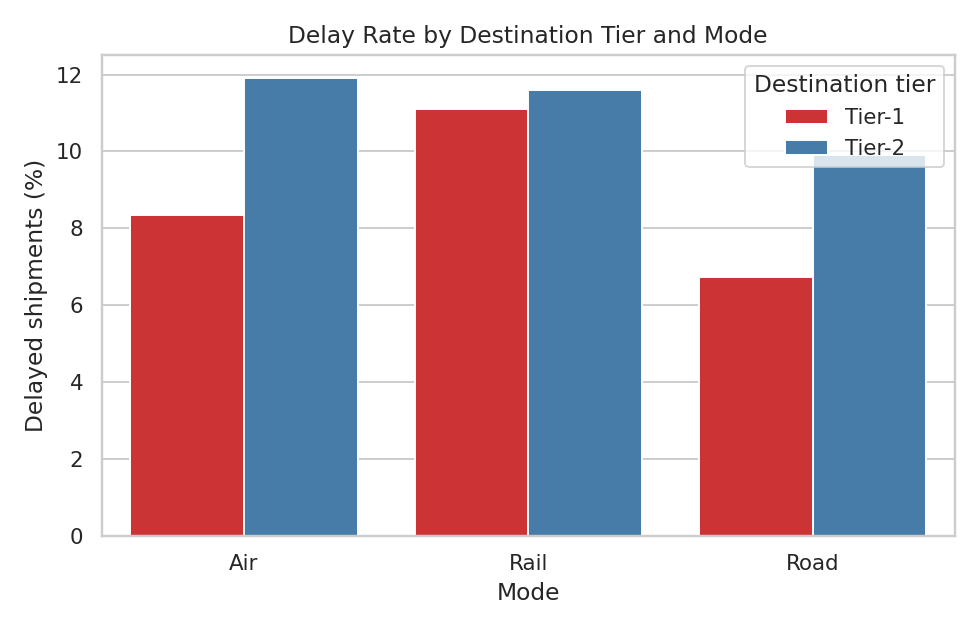 Delay Rate by Destination Tier and Mode
Delayed shipments (%)
12
10
8
6
4
2
0
Destination tier
Tier-1
Tier-2
Air
Rail
Road
Mode